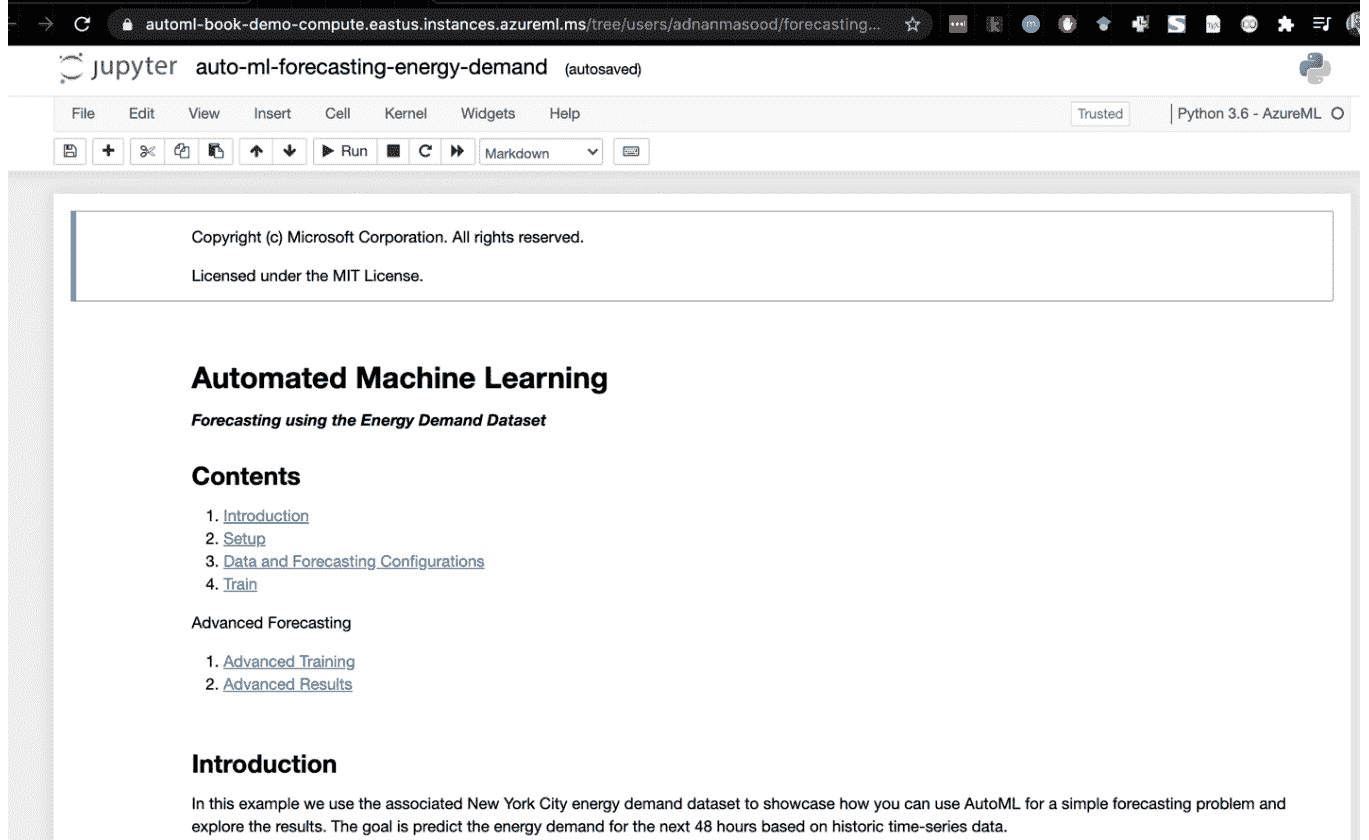 automl-book-demo-compute.eastus.instances.azureml.ms/tree/users/adnanmasood/forecasting...
jupyter auto-ml-forecasting-energy-demand (autosaved)
File Edit View Insert Cell Kernel Widgets Help Trusted Python 3.6 - AzureML
Run Markdown
Copyright (c) Microsoft Corporation. All rights reserved.
Licensed under the MIT License.
Automated Machine Learning
Forecasting using the Energy Demand Dataset
Contents
1. Introduction
2. Setup
3. Data and Forecasting Configurations
4. Train
Advanced Forecasting
1. Advanced Training
2. Advanced Results
Introduction
In this example we use the associated New York City energy demand dataset to showcase how you can use AutoML for a simple forecasting problem and
explore the results. The goal is predict the energy demand for the next 48 hours based on historic time-series data.